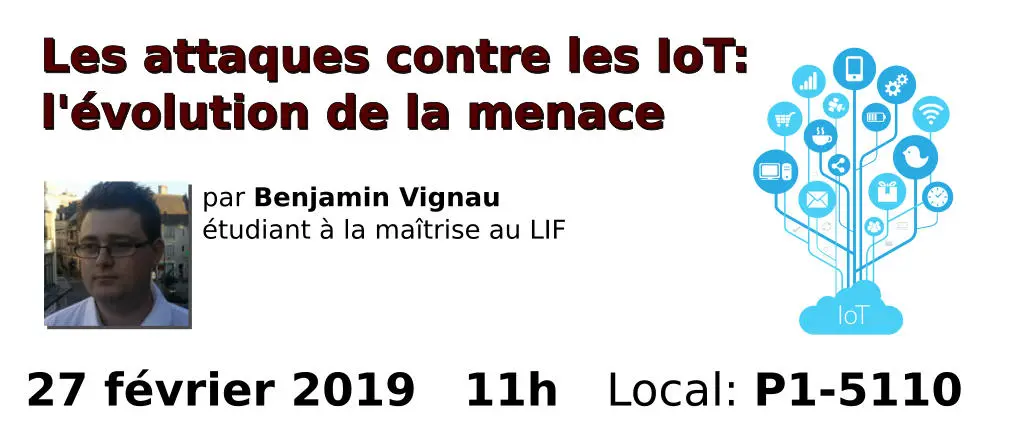 Les attaques contre les IoT:
l'évolution de la menace
par Benjamin Vignau
étudiant à la maîtrise au LIF
IoT
27 février 2019 11h Local: P1-5110